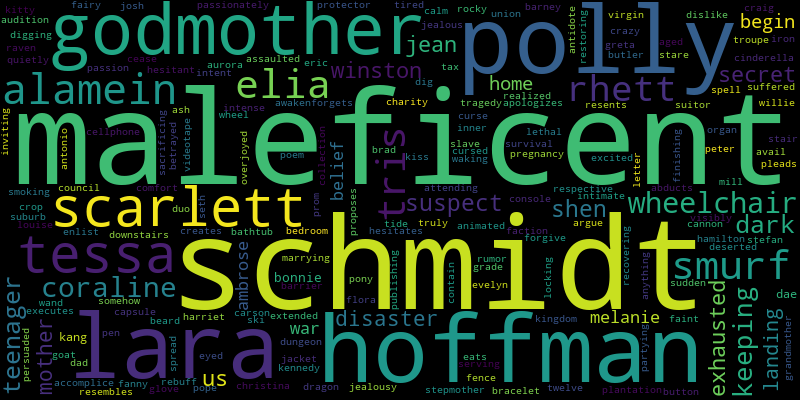 kitty fairy josh passionately protector tired calm rocky union barney virgin dislike craig
audition godmother jealous polly antidote restoring crazy troupe iron begin
digging assaulted eric jean greta butler stare aged
raven passion cease tax cinderella
quietly hesitant intent aurora winston dig home secret
alamein elia realized rhett spell suffered
intense awakenforgets charity tragedy apologizes resents suitor willie
inviting maleficent
ash wheel curse organ stair
antonio cellphone sacrificing betrayed videotape overjoyed poem collection brad tris inner slave survival lethal finishing peter avail
belief kiss cursed waking pregnancy excited letter pleads
smoking council comfort prom proposes attending console respective abducts mill
crop suburb scarlett duo seth suspect shen intimate wheelchair
louise creates bathtub bedroom tide truly animated faction argue visibly dark
enlist hesitates forgive cannon hamilton stefan
tessa downstairs marrying schmidt rumor recovering anything deserted
ambrose bonnie pony publishing contain grade locking smurf
coraline barrier evelyn sudden
teenager wand somehow flora exhausted keeping landing dae
executes capsule harriet carson extended kingdom melanie faint
beard ski war disaster
persuaded mother kang pen lara spread dungeon hoffman partying grandmother
goat dad eyed jacket kennedy eats serving
accomplice fanny rebuff us christina jealousy fence twelve plantation button
resembles glove pope dragon stepmother bracelet